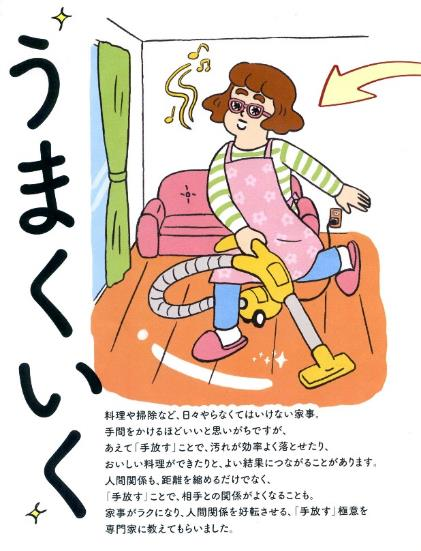 うまくいく
料理や掃除など、日々やらなくてはいけない家事。
手間をかけるほどいいと思いがちですが、
あえて「手放す」ことで、汚れが効率よく落とせたり、
おいしい料理ができたりと、よい結果につながることがあります。
人間関係も、距離を縮めるだけでなく、
「手放す」ことで、相手との関係がよくなることも。
家事がラクになり、人間関係を好転させる、「手放す」極意を
専門家に教えてもらいました。